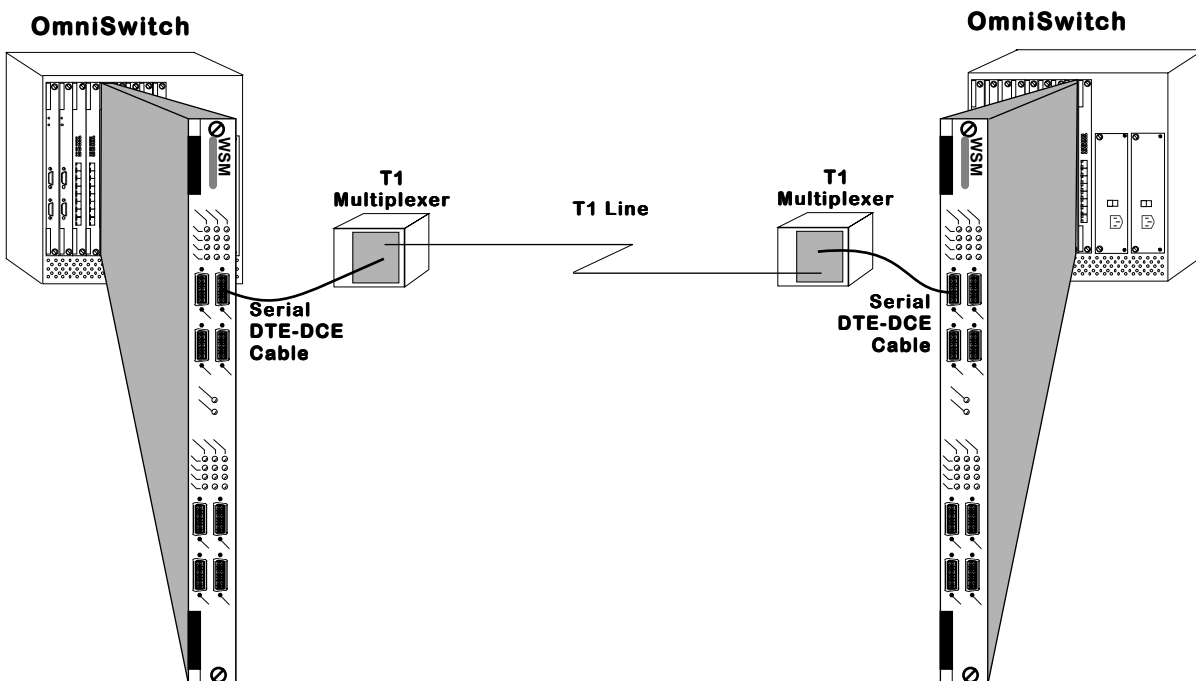 OmniSwitch
OmniSwitch
WSM
WSM
T1
Multiplexer
T1 Line
T1
Multiplexer
Serial
DTE-DCE
Cable
Serial
DTE-DCE
Cable